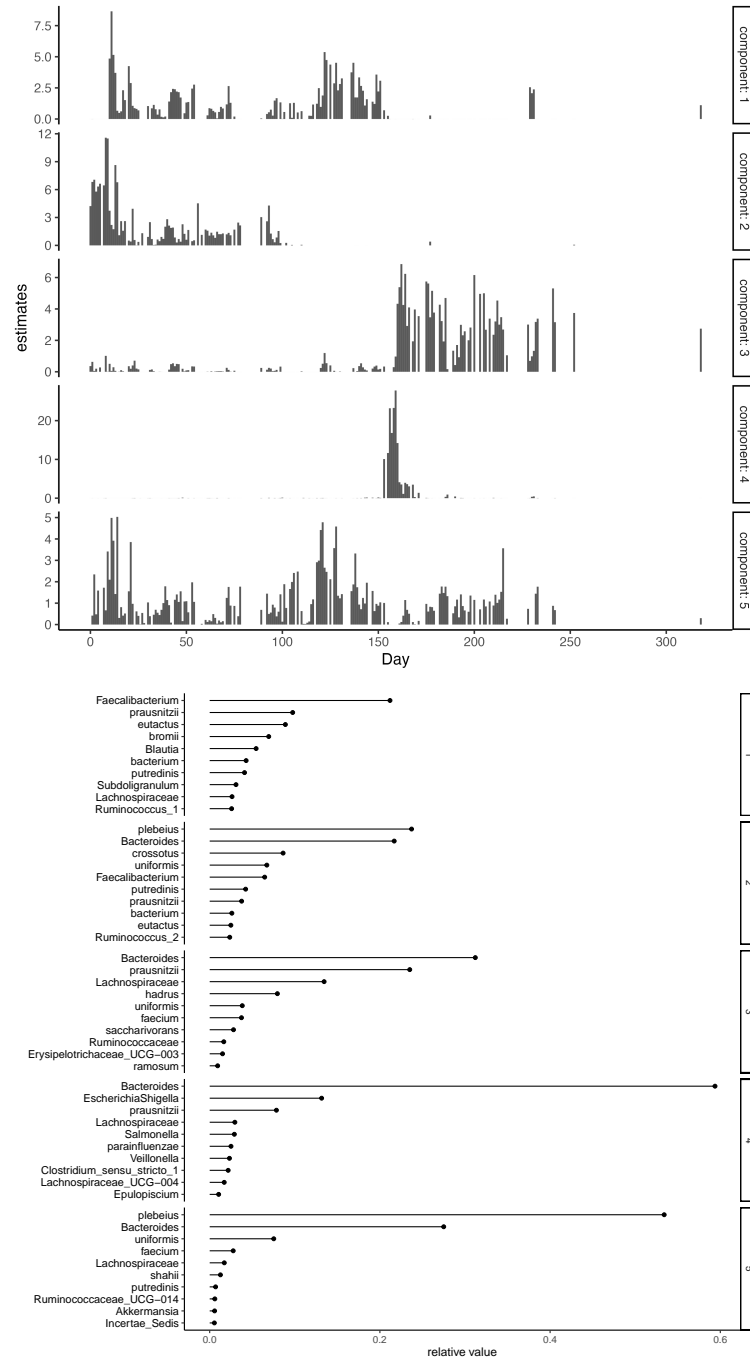 7.5
5.0
2.5
0.0
component: 1
12
9
6
3
0
component: 2
6
4
2
0
component: 3
20
10
0
component: 4
5
4
3
2
1
0
component: 5
estimates
0 50 100 150 200 250 300
Day
Faecalibacterium
prausnitzii
eutactus
bromii
Blautia
bacterium
putredinis
Subdoligranulum
Lachnospiraceae
Ruminococcus_1
plebeius
Bacteroides
crossotus
uniformis
Faecalibacterium
putredinis
prausnitzii
bacterium
eutactus
Ruminococcus_2
Bacteroides
prausnitzii
Lachnospiraceae
hadrus
uniformis
faecium
saccharivorans
Ruminococcaceae
Erysipelotrichaceae_UCG−003
ramosum
Bacteroides
EscherichiaShigella
prausnitzii
Lachnospiraceae
Salmonella
parainfluenzae
Veillonella
Clostridium_sensu_stricto_1
Lachnospiraceae_UCG−004
Epulopiscium
plebeius
Bacteroides
uniformis
faecium
Lachnospiraceae
shahii
putredinis
Ruminococcaceae_UCG−014
Akkermansia
Incertae_Sedis
0.0 0.2 0.4 0.6
relative value